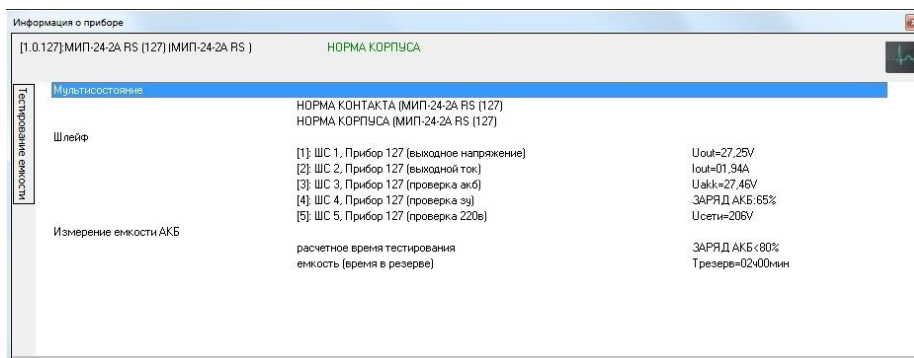 Информация о приборе
[1.0.127]:МИП-24-2А RS (127) (МИП-24-2А RS ) НОРМА КОРПУСА
Тестирование емкости
Мультисостояние
НОРМА КОНТАКТА (МИП-24-2А RS (127)
НОРМА КОРПУСА (МИП-24-2А RS (127)
Шлейф
[1]: ШС 1, Прибор 127 (выходное напряжение) Uout=27,25V
[2]: ШС 2, Прибор 127 (выходной ток) Iout=01,94A
[3]: ШС 3, Прибор 127 (проверка акб) Uakk=27,46V
[4]: ШС 4, Прибор 127 (проверка зу) ЗАРЯД АКБ:65%
[5]: ШС 5, Прибор 127 (проверка 220в) Uсети=206V
Измерение емкости АКБ
расчетное время тестирования ЗАРЯД АКБ<80%
емкость (время в резерве) Трезерв=02ч00мин